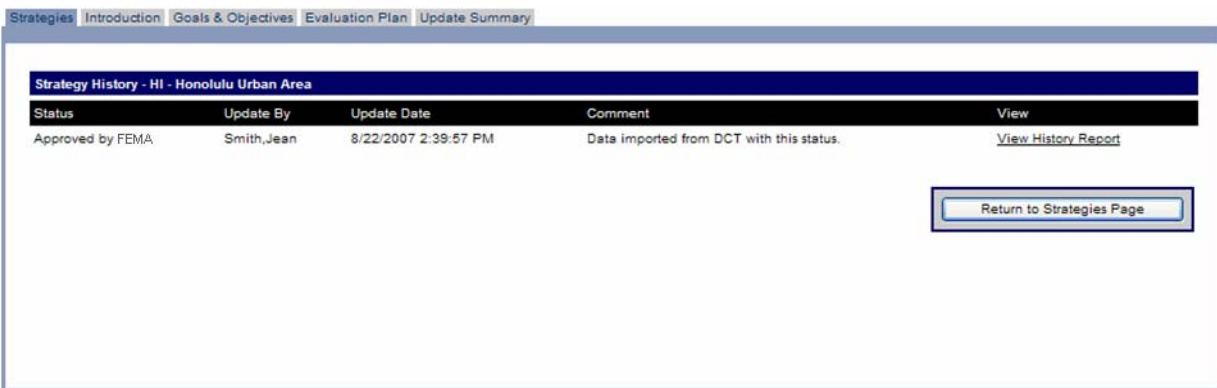 Strategies Introduction Goals & Objectives Evaluation Plan Update Summary
Strategy History - HI - Honolulu Urban Area
Status Update By Update Date Comment View
Approved by FEMA Smith,Jean 8/22/2007 2:39:57 PM Data imported from DCT with this status. View History Report
Return to Strategies Page